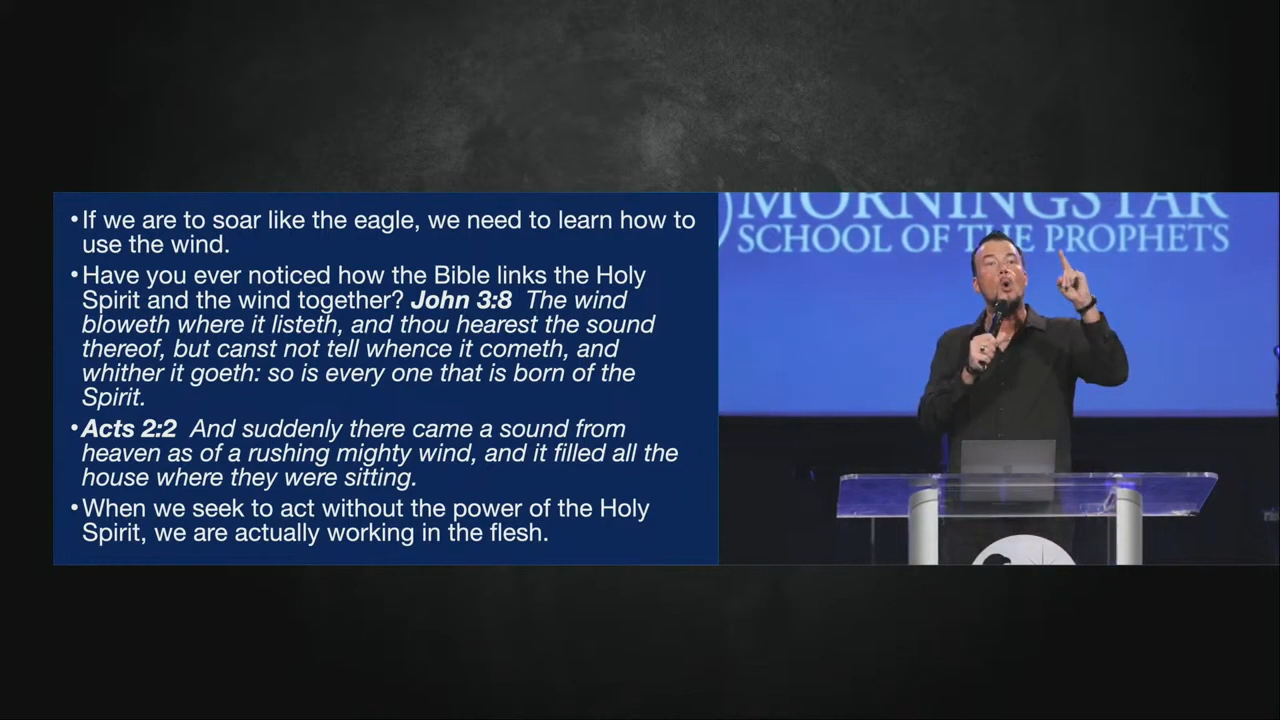 • If we are to soar like the eagle, we need to learn how to
use the wind.
• Have you ever noticed how the Bible links the Holy
Spirit and the wind together? John 3:8 The wind
bloweth where it listeth, and thou hearest the sound
thereof, but canst not tell whence it cometh, and
whither it goeth: so is every one that is born of the
Spirit.
• Acts 2:2 And suddenly there came a sound from
heaven as of a rushing mighty wind, and it filled all the
house where they were sitting.
• When we seek to act without the power of the Holy
Spirit, we are actually working in the flesh.
MORNINGSTAR
SCHOOL OF THE PROPHETS